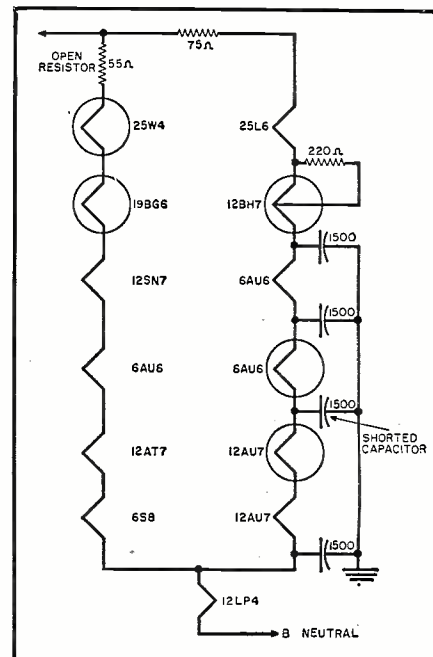 OPEN
RESISTOR
55Ω
75Ω
25W4
25L6
220Ω
19BG6
12BH7
1500
12SN7
6AU6
1500
6AU6
6AU6
1500
SHORTED
CAPACITOR
12AT7
12AU7
6S8
12AU7
1500
12LP4
B NEUTRAL